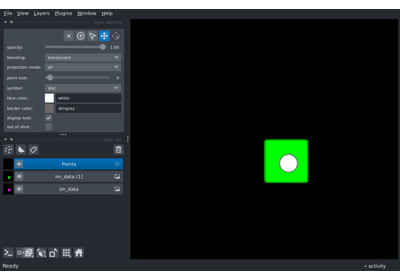 File View Layers Plugins Window Help
layer controls
opacity: 1.00
blending: translucent
projection mode: all
point size: 4
symbol: disc
face color: white
border color: dimgrey
display text:
out of slice:
layer list
Points
im_data [1]
im_data
Ready activity